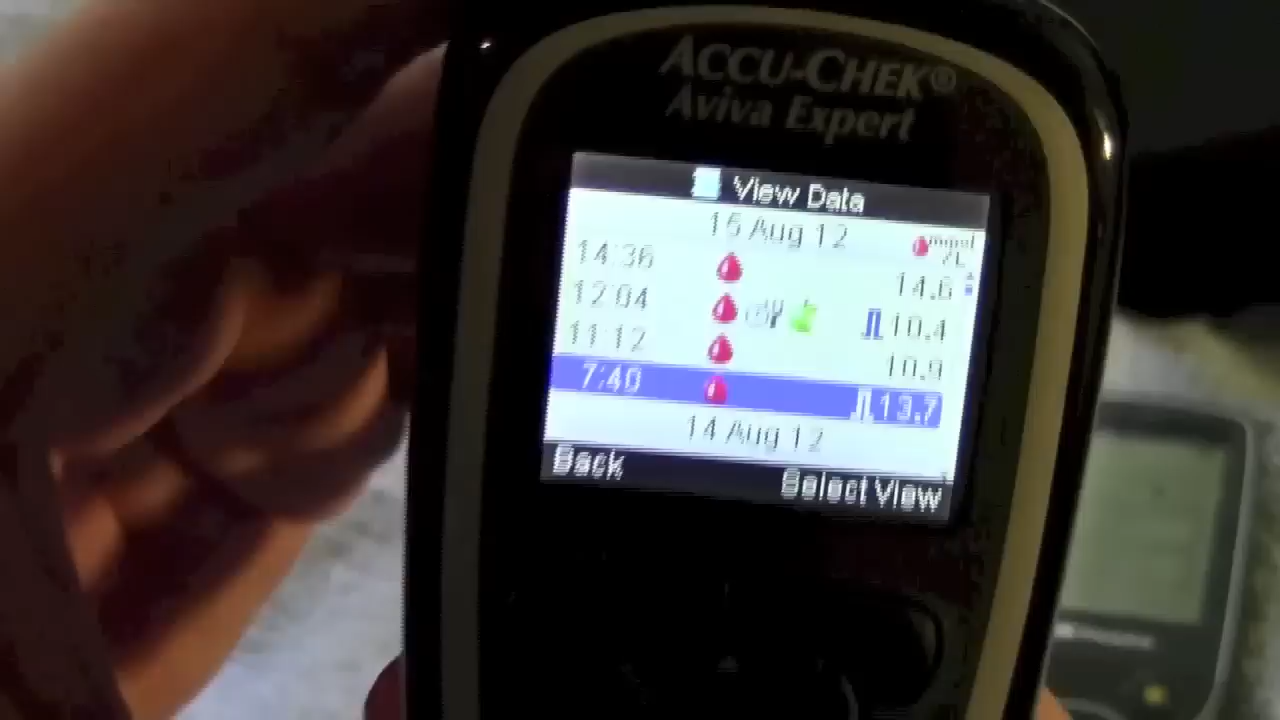 ACCU-CHEK®
Aviva Expert
View Data
15 Aug 12
mmol
/L
14:36 14.6
12:04 10.4
11:12 10.9
7:40 13.7
14 Aug 12
Back Select View